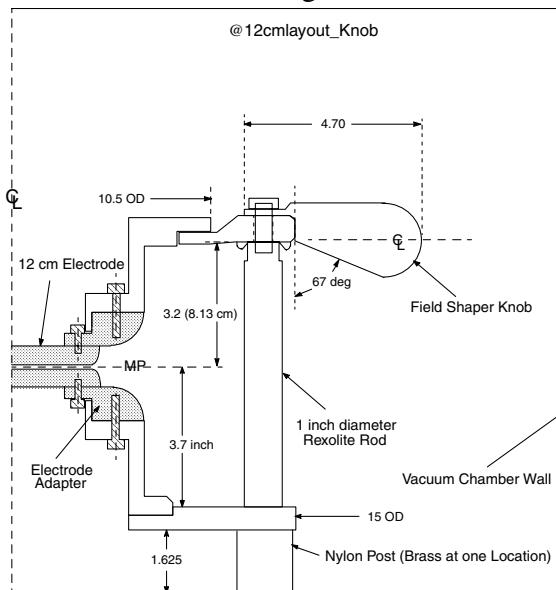 @12cmlayout_Knob
4.70
10.5 OD
CL
CL
12 cm Electrode
67 deg
Field Shaper Knob
3.2 (8.13 cm)
MP
1 inch diameter
Rexolite Rod
3.7 inch
Electrode
Adapter
Vacuum Chamber Wall
15 OD
1.625
Nylon Post (Brass at one Location)